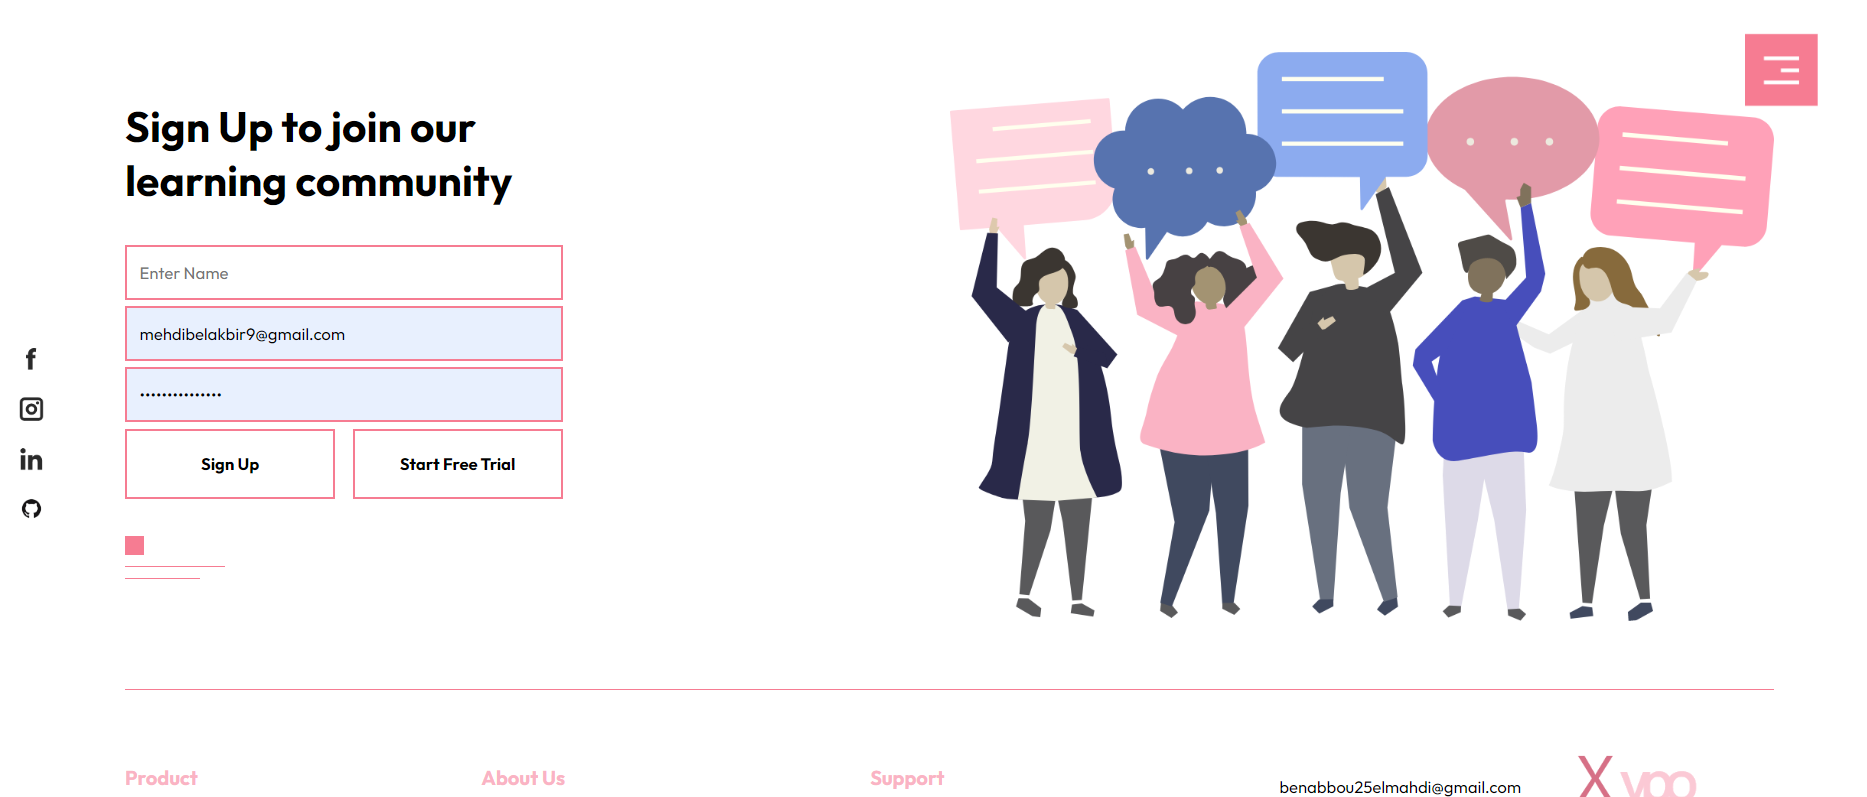 Sign Up to join our
learning community
Enter Name
mehdibelakbir9@gmail.com
•••••••••••••••
Sign Up
Start Free Trial
Product
About Us
Support
benabbou25elmahdi@gmail.com